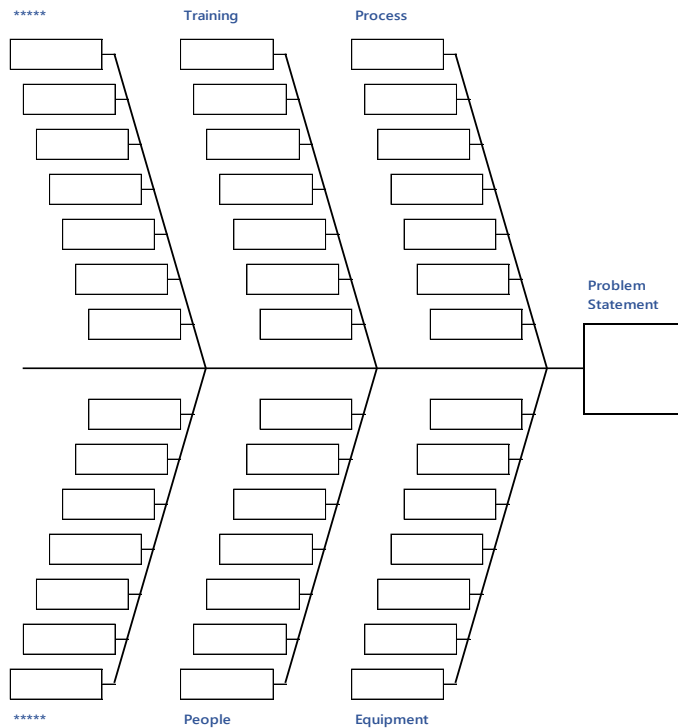 *****
Training
Process
Problem
Statement
*****
People
Equipment